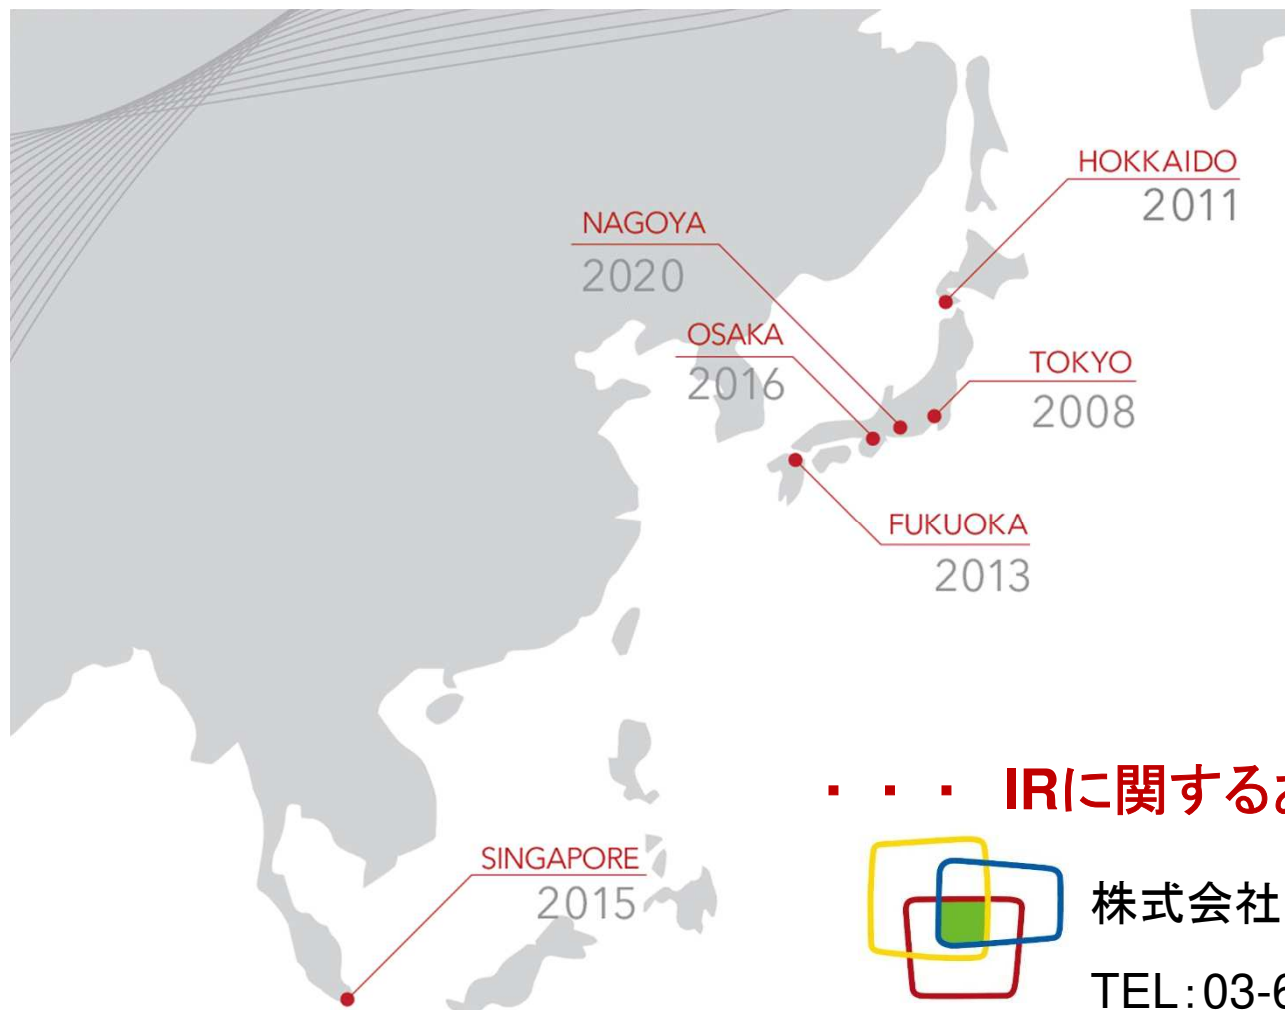 HOKKAIDO
2011
NAGOYA
2020
OSAKA
2016
TOKYO
2008
FUKUOKA
2013
・・・ IRに関する
SINGAPORE
2015
株式会社
TEL:03-6